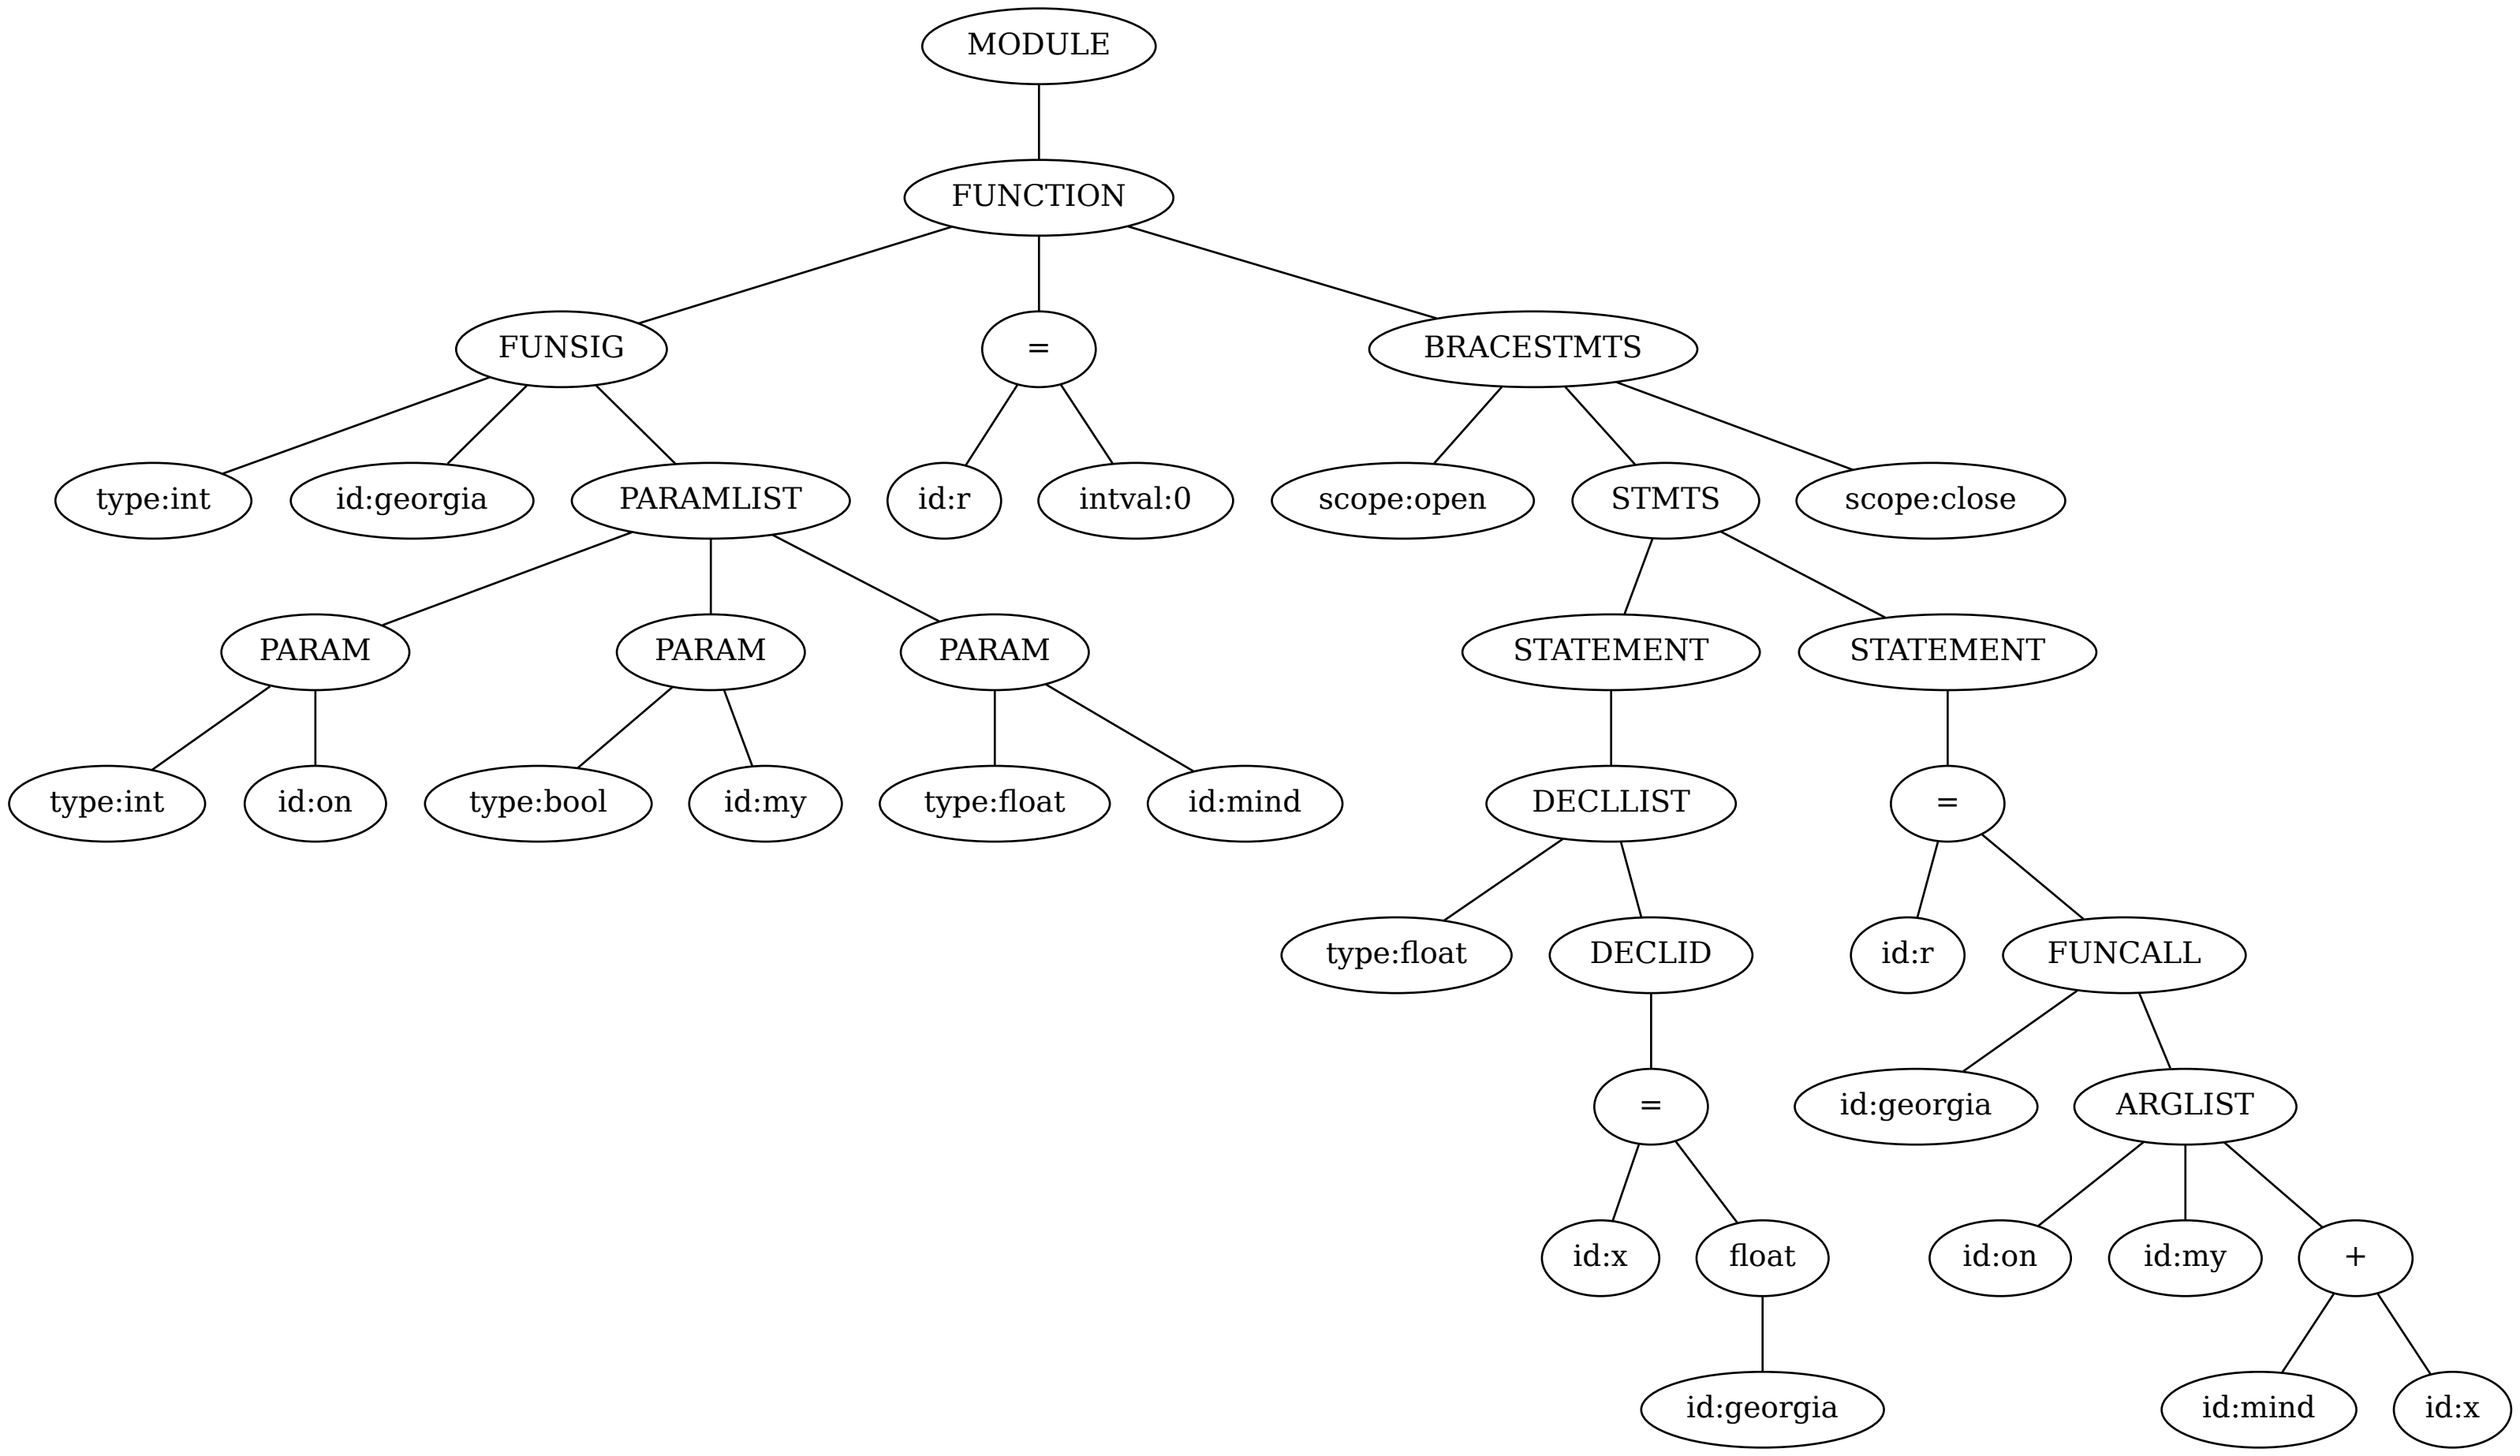 MODULE
FUNCTION
FUNSIG = BRACESTMTS
type:int id:georgia PARAMLIST id:r intval:0 scope:open STMTS scope:close
PARAM PARAM PARAM STATEMENT STATEMENT
type:int id:on type:bool id:my type:float id:mind DECLLIST =
type:float DECLID id:r FUNCALL
= id:georgia ARGLIST
id:x float id:on id:my +
id:georgia id:mind id:x